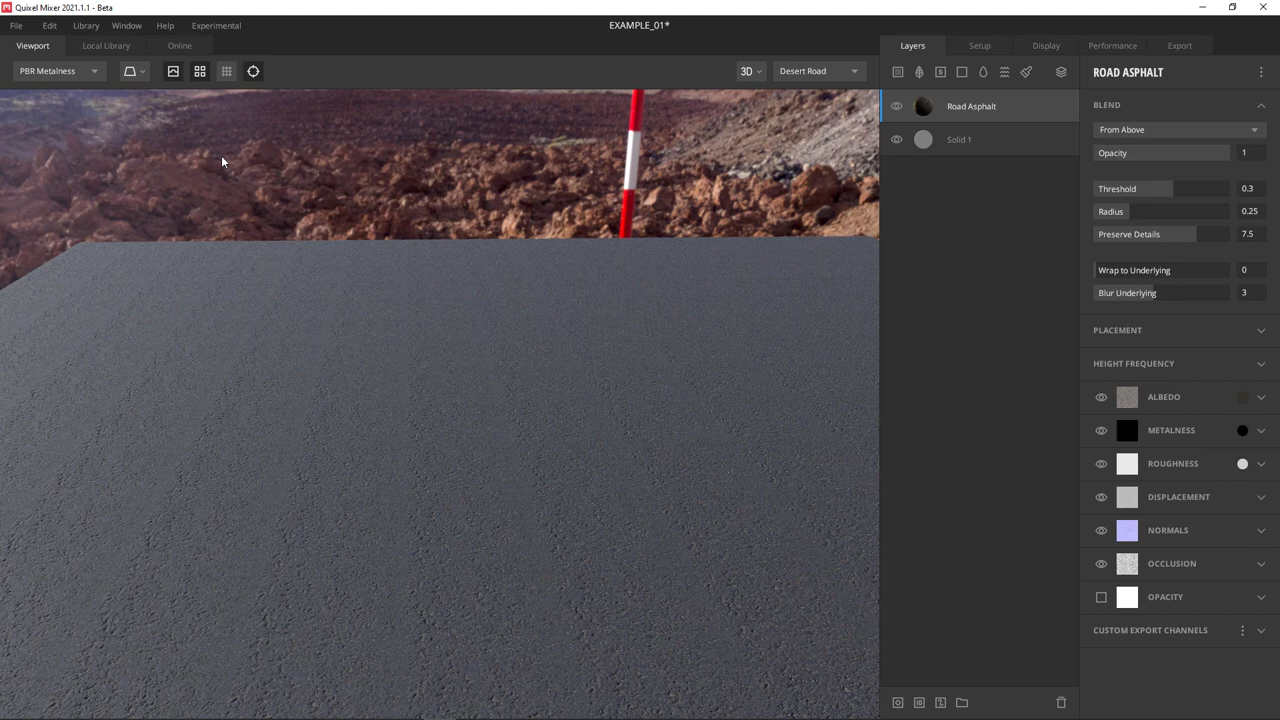 Quixel Mixer 2021.1.1 - Beta
File Edit Library Window Help Experimental
EXAMPLE_01*
Viewport Local Library Online
Layers Setup Display Performance Export
PBR Metalness
3D
Desert Road
ROAD ASPHALT
Road Asphalt
Solid 1
BLEND
From Above
Opacity 1
Threshold 0.3
Radius 0.25
Preserve Details 7.5
Wrap to Underlying 0
Blur Underlying 3
PLACEMENT
HEIGHT FREQUENCY
ALBEDO
METALNESS
ROUGHNESS
DISPLACEMENT
NORMALS
OCCLUSION
OPACITY
CUSTOM EXPORT CHANNELS